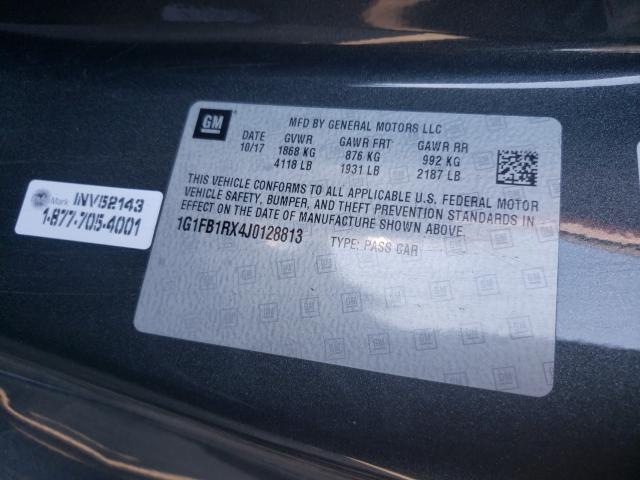 GM
MFD BY GENERAL MOTORS LLC
DATE GVWR GAWR FRT GAWR RR
10/17 1868 KG 876 KG 992 KG
4118 LB 1931 LB 2187 LB
THIS VEHICLE CONFORMS TO ALL APPLICABLE U.S. FEDERAL MOTOR
VEHICLE SAFETY, BUMPER, AND THEFT PREVENTION STANDARDS IN
EFFECT ON THE DATE OF MANUFACTURE SHOWN ABOVE.
1G1FB1RX4J0128813 TYPE: PASS CAR
Mark INV52143
1-877-705-4001